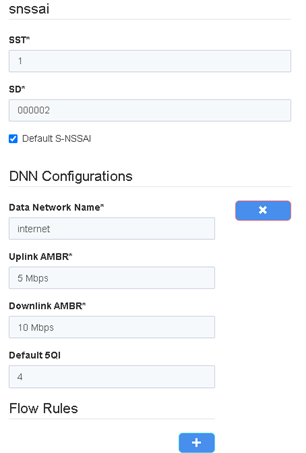 snssai
SST*
1
SD*
000002
Default S-NSSAI
DNN Configurations
Data Network Name*
internet
Uplink AMBR*
5 Mbps
Downlink AMBR*
10 Mbps
Default 5QI
4
Flow Rules